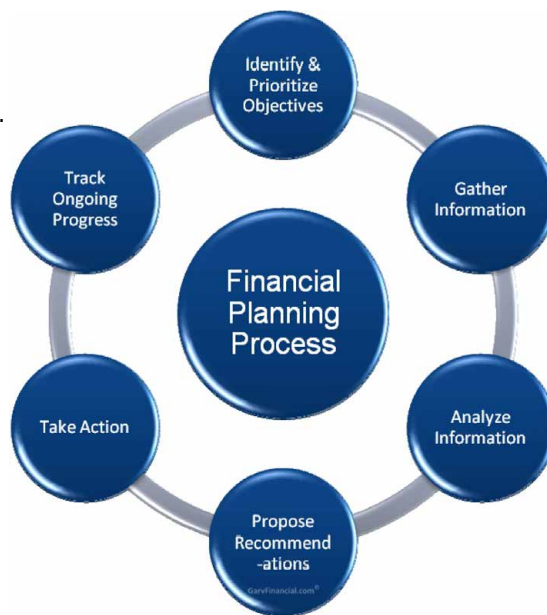 Identify &
Prioritize
Objectives
Gather
Information
Analyze
Information
Propose
Recommend
-ations
GarvFinancial.com©
Take Action
Track
Ongoing
Progress
Financial
Planning
Process